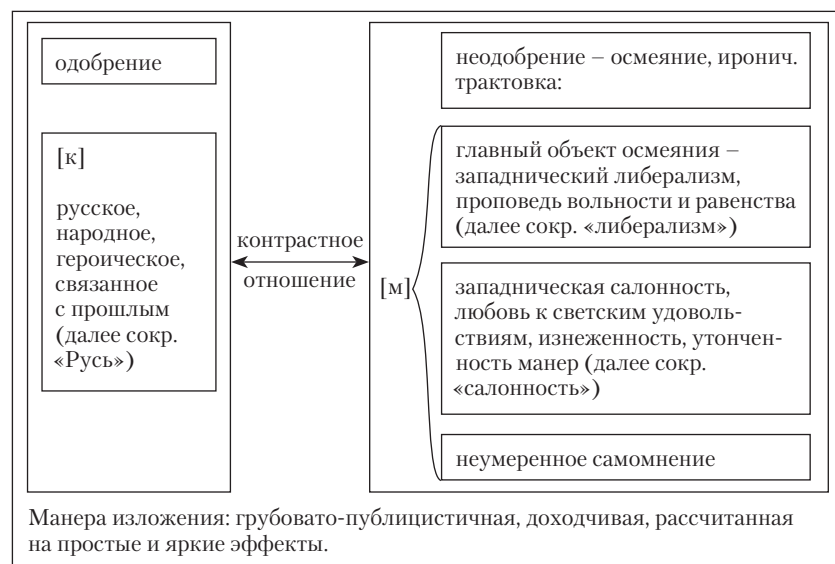 одобрение
[к]
русское,
народное,
героическое,
связанное
с прошлым
(далее сокр.
«Русь»)
контрастное
отношение
неодобрение – осмеяние, иронич.
трактовка:
[м]
главный объект осмеяния –
западнический либерализм,
проповедь вольности и равенства
(далее сокр. «либерализм»)
западническая салонность,
любовь к светским удоволь-
ствиям, изнеженность, утончен-
ность манер (далее сокр.
«салонность»)
неумеренное самомнение
Манера изложения: грубовато-публицистичная, доходчивая, рассчитанная
на простые и яркие эффекты.